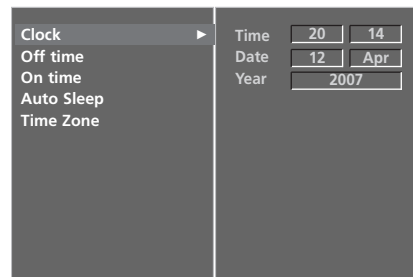 Clock
Off time
On time
Auto Sleep
Time Zone
Time 20 14
Date 12 Apr
Year 2007